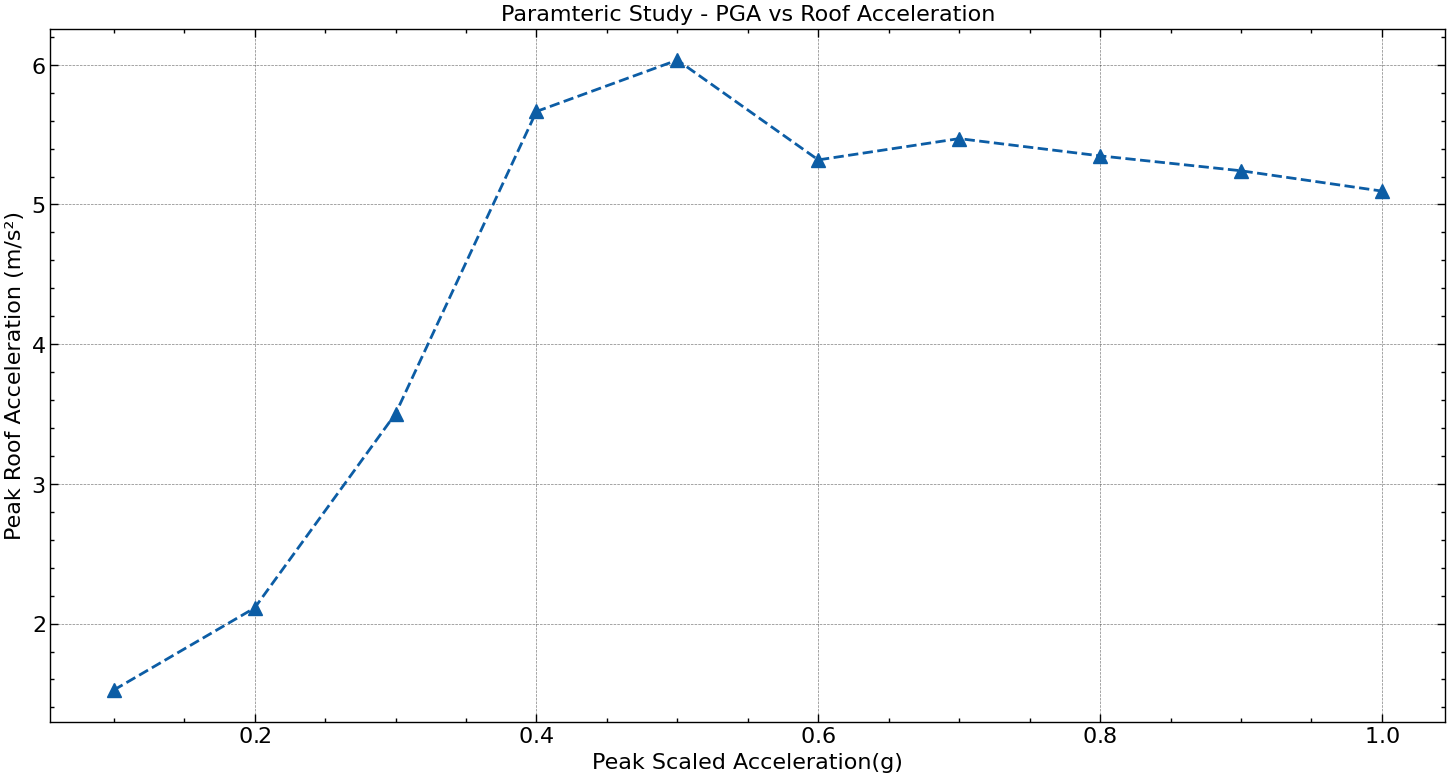 Paramteric Study - PGA vs Roof Acceleration
Peak Roof Acceleration (m/s²)
6
5
4
3
2
0.2 0.4 0.6 0.8 1.0
Peak Scaled Acceleration(g)